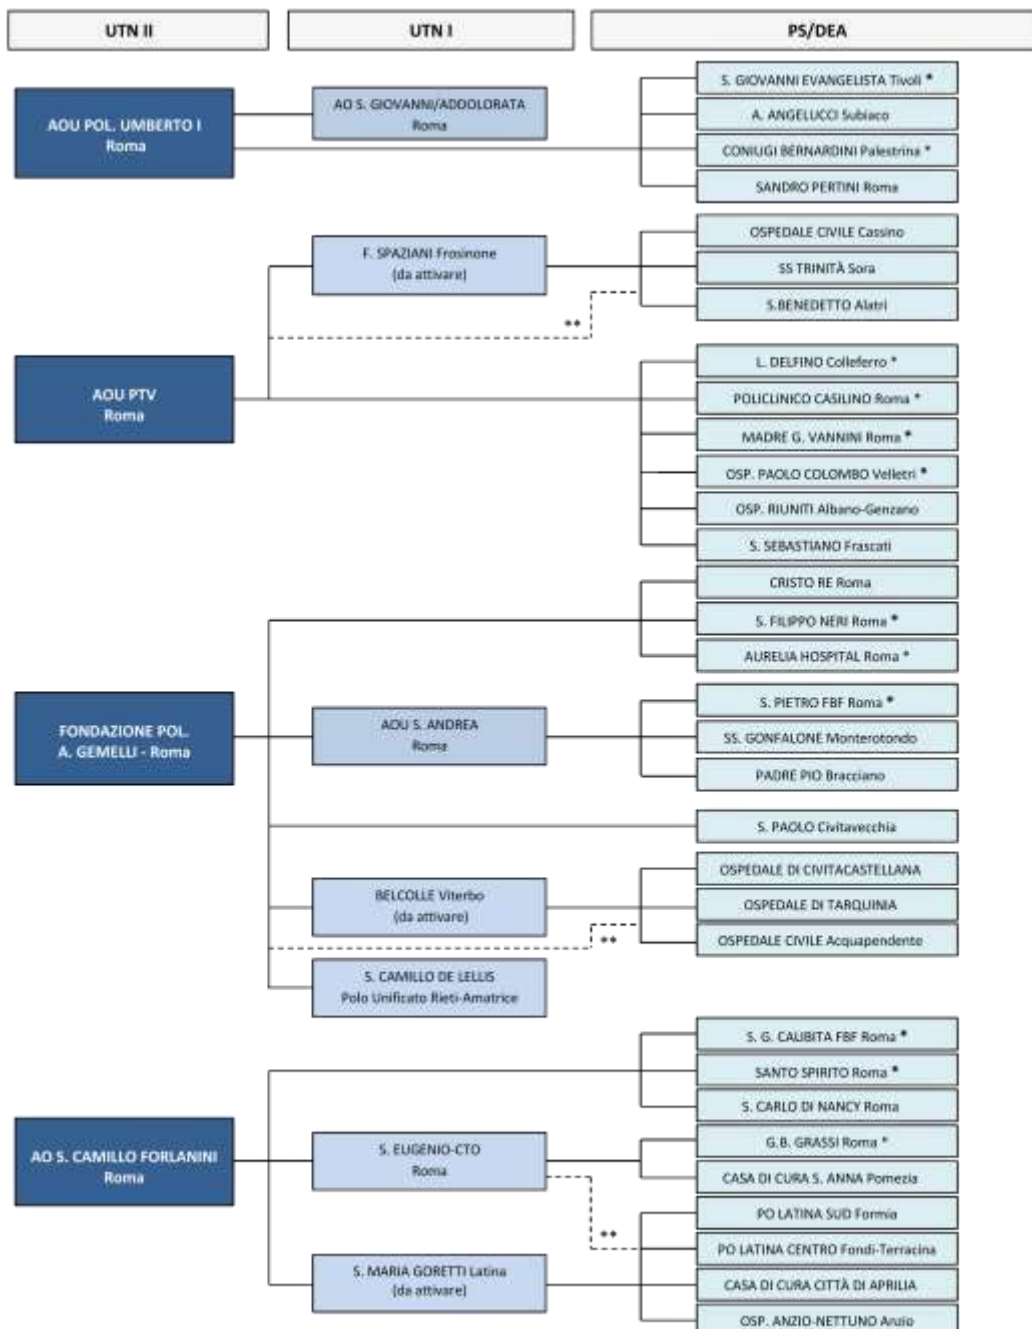 UTN II
UTN I
PS/DEA
AOU POL. UMBERTO I
Roma
AO S. GIOVANNI/ADDOLORATA
Roma
S. GIOVANNI EVANGELISTA Tivoli *
A. ANGELUCCI Subiaco
CONIUGI BERNARDINI Palestrina *
SANDRO PERTINI Roma
AOU PTV
Roma
F. SPAZIANI Frosinone
(da attivare)
**
OSPEDALE CIVILE Cassino
SS TRINITÀ Sora
S.BENEDETTO Alatri
L. DELFINO Colleferro *
POLICLINICO CASILINO Roma *
MADRE G. VANNINI Roma *
OSP. PAOLO COLOMBO Velletri *
OSP. RIUNITI Albano-Genzano
S. SEBASTIANO Frascati
FONDAZIONE POL.
A. GEMELLI - Roma
CRISTO RE Roma
S. FILIPPO NERI Roma *
AURELIA HOSPITAL Roma *
AOU S. ANDREA
Roma
S. PIETRO FBF Roma *
SS. GONFALONE Monterotondo
PADRE PIO Bracciano
S. PAOLO Civitavecchia
BELCOLLE Viterbo
(da attivare)
**
OSPEDALE DI CIVITACASTELLANA
OSPEDALE DI TARQUINIA
OSPEDALE CIVILE Acquapendente
S. CAMILLO DE LELLIS
Polo Unificato Rieti-Amatrice
AO S. CAMILLO FORLANINI
Roma
S. G. CALIBITA FBF Roma *
SANTO SPIRITO Roma *
S. CARLO DI NANCY Roma
S. EUGENIO-CTO
Roma
G.B. GRASSI Roma *
CASA DI CURA S. ANNA Pomezia
**
S. MARIA GORETTI Latina
(da attivare)
PO LATINA SUD Formia
PO LATINA CENTRO Fondi-Terracina
CASA DI CURA CITTÀ DI APRILIA
OSP. ANZIO-NETTUNO Anzio